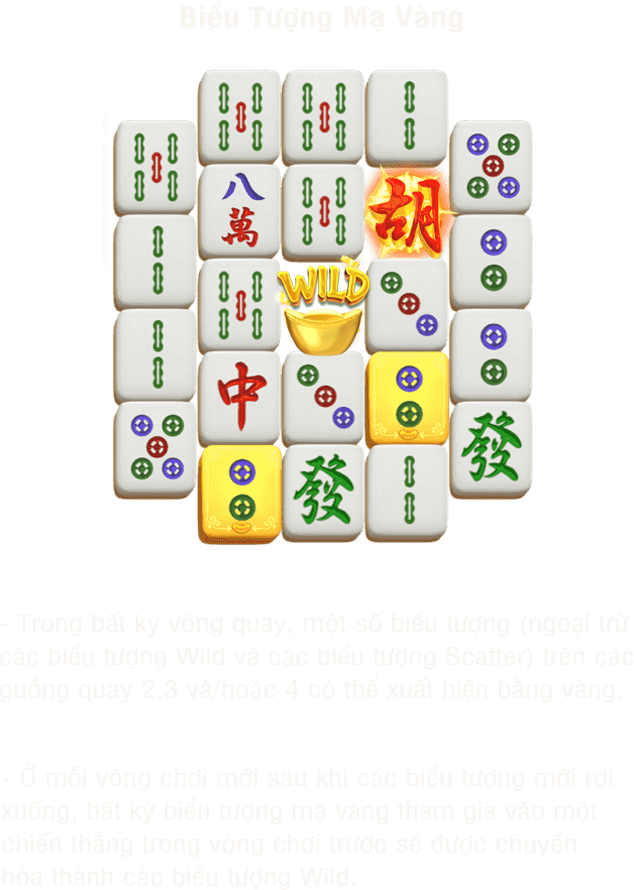 Biểu Tượng Mạ Vàng
八
萬
胡
WILD
中
發
發
- Trong bất kỳ vòng quay, một số biểu tượng (ngoại trừ
các biểu tượng Wild và các biểu tượng Scatter) trên các
guồng quay 2,3 và/hoặc 4 có thể xuất hiện bằng vàng.
- Ở mỗi vòng chơi mới sau khi các biểu tượng mới rơi
xuống, bất kỳ biểu tượng mạ vàng tham gia vào một
chiến thắng trong vòng chơi trước sẽ được chuyển
hóa thành các biểu tượng Wild.